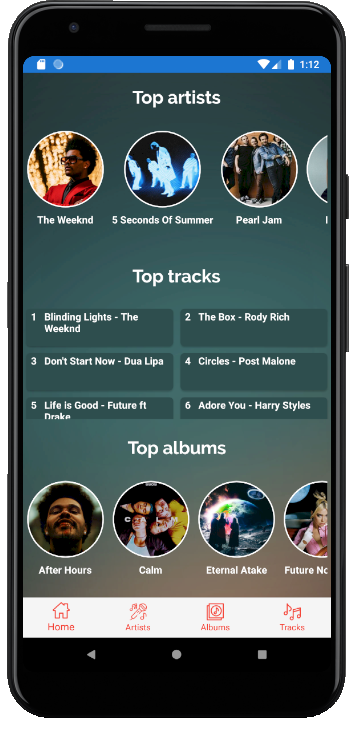 1:12
Top artists
The Weeknd
5 Seconds Of Summer
Pearl Jam
Top tracks
1 Blinding Lights - The
Weeknd
2 The Box - Rody Rich
3 Don't Start Now - Dua Lipa
4 Circles - Post Malone
5 Life is Good - Future ft
Drake
6 Adore You - Harry Styles
Top albums
After Hours
Calm
Eternal Atake
Future No
Home
Artists
Albums
Tracks